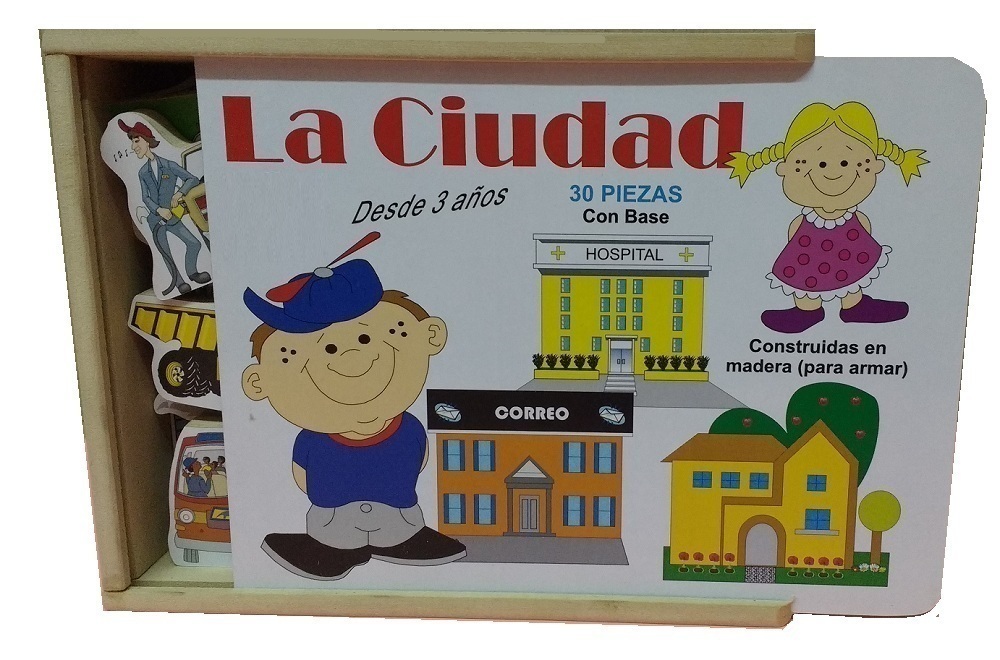 La Ciudad
Desde 3 años
30 PIEZAS
Con Base
HOSPITAL
Construidas en
madera (para armar)
CORREO